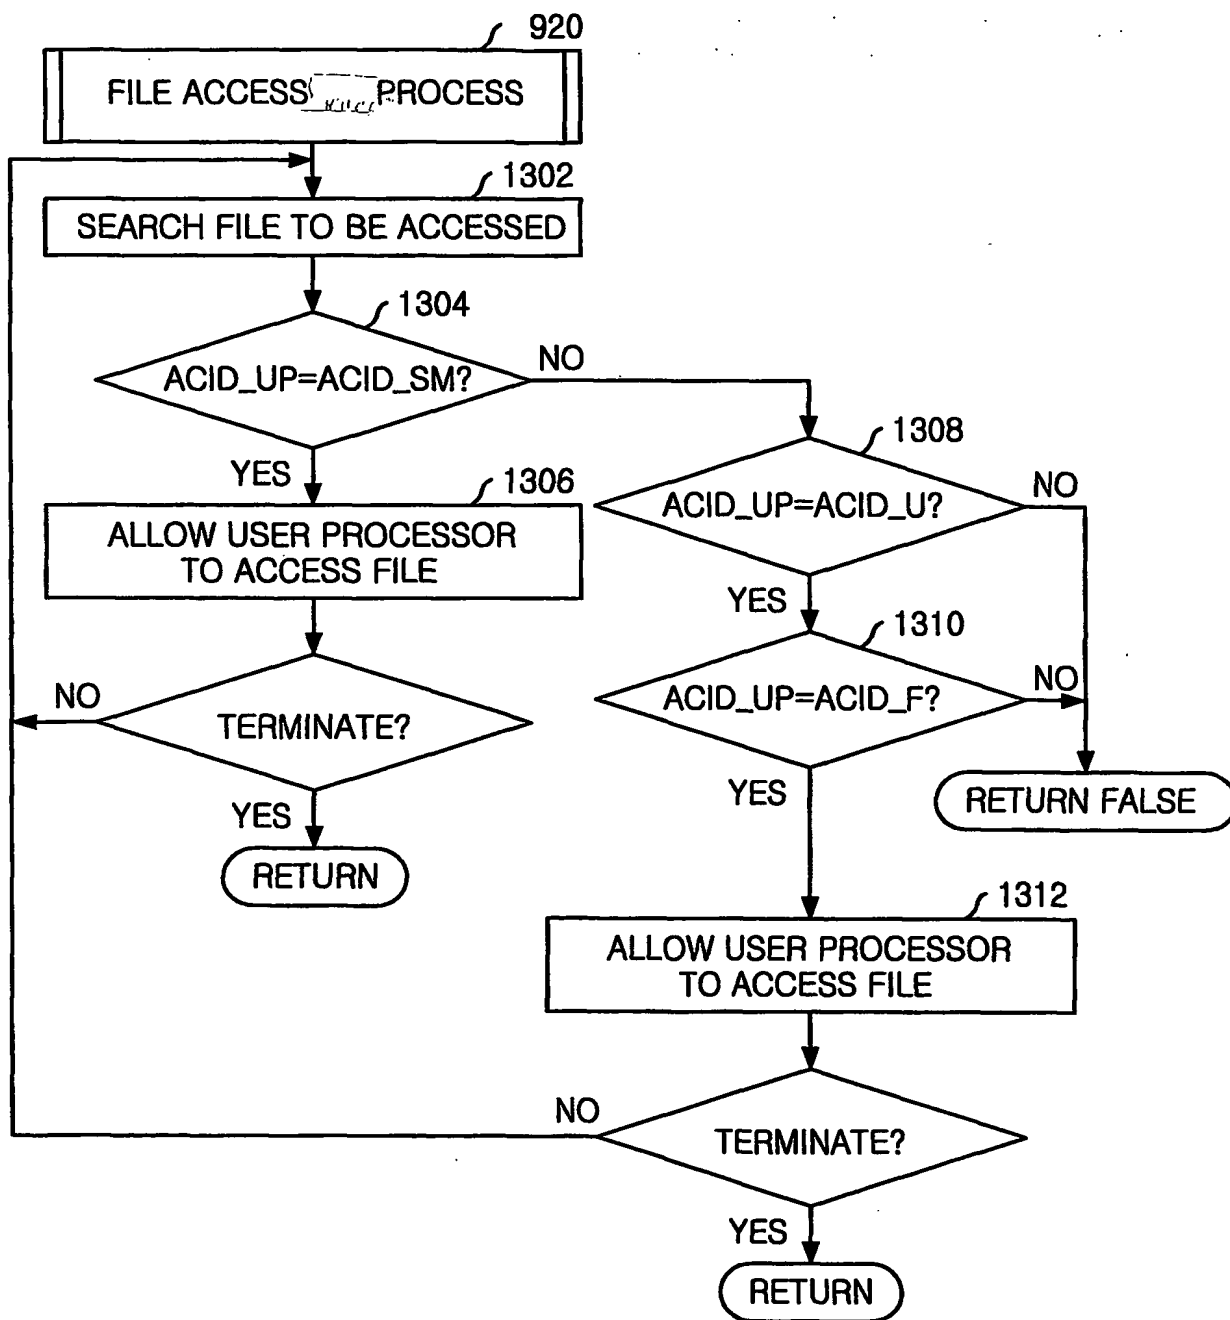 920
FILE ACCESS PROCESS
1302
SEARCH FILE TO BE ACCESSED
1304
ACID_UP=ACID_SM?
NO
YES
1306
ALLOW USER PROCESSOR
TO ACCESS FILE
TERMINATE?
NO
YES
RETURN
1308
ACID_UP=ACID_U?
NO
YES
1310
ACID_UP=ACID_F?
NO
YES
RETURN FALSE
1312
ALLOW USER PROCESSOR
TO ACCESS FILE
TERMINATE?
NO
YES
RETURN